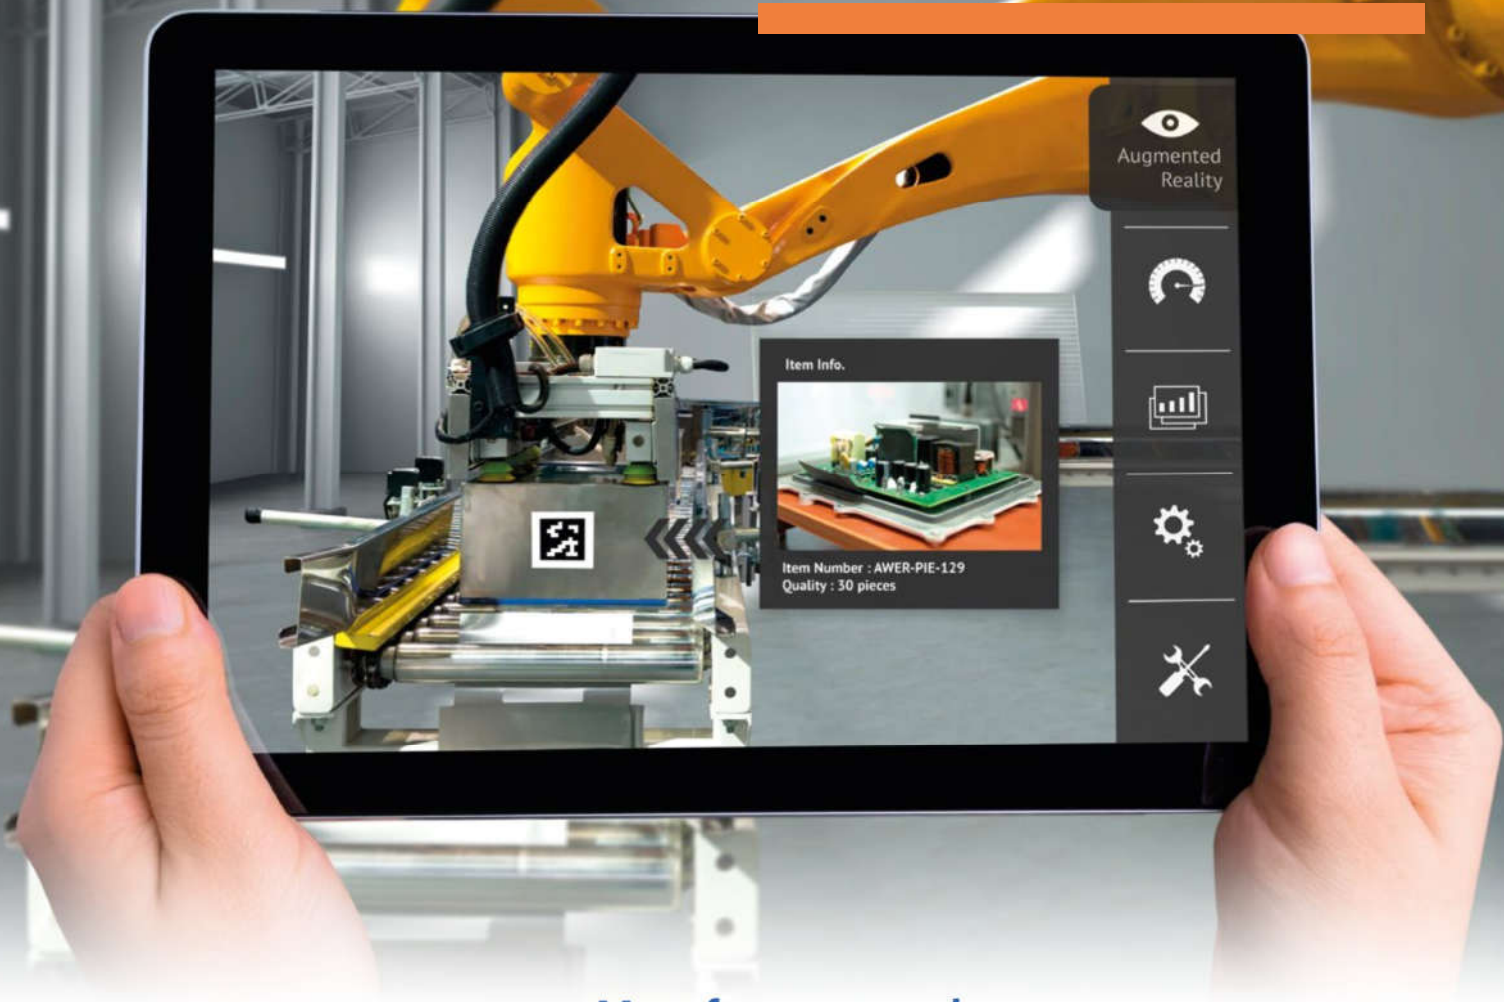 Augmented
Reality
Item Info.
Item Number : AWER-PIE-129
Quality : 30 pieces